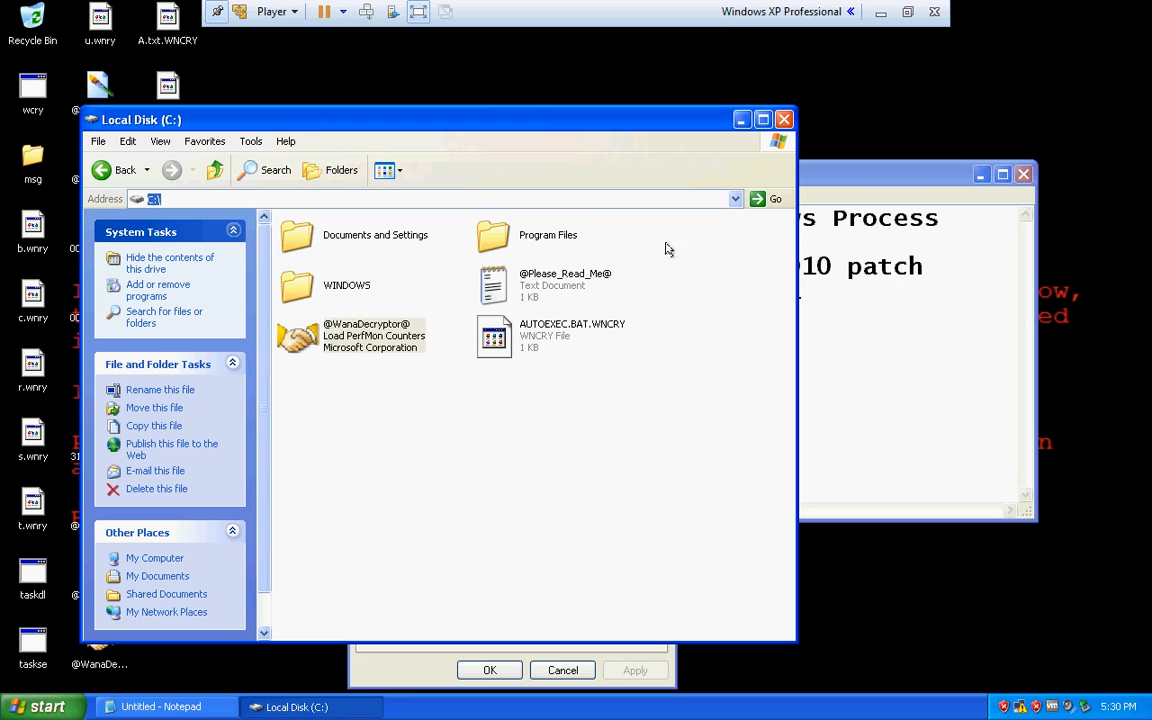 Player
Windows XP Professional
Recycle Bin
u.wnry
A.txt.WNCRY
wcry
msg
b.wnry
c.wnry
r.wnry
s.wnry
t.wnry
taskdl
taskse
@WanaDe...
Local Disk (C:)
File Edit View Favorites Tools Help
Back Search Folders
Address C:\ Go
System Tasks
Hide the contents of
this drive
Add or remove
programs
Search for files or
folders
File and Folder Tasks
Rename this file
Move this file
Copy this file
Publish this file to the
Web
E-mail this file
Delete this file
Other Places
My Computer
My Documents
Shared Documents
My Network Places
Documents and Settings
Program Files
WINDOWS
@Please_Read_Me@
Text Document
1 KB
@WanaDecryptor@
Load PerfMon Counters
Microsoft Corporation
AUTOEXEC.BAT.WNCRY
WNCRY File
1 KB
s Process
10 patch
ow,
ed
n
OK Cancel Apply
start Untitled - Notepad Local Disk (C:) 5:30 PM